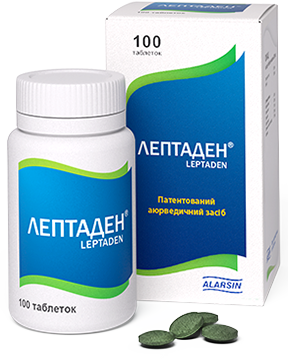 100
таблеток
ЛЕПТАДЕН®
LEPTADEN
Патентований
аюрведичний засіб
ALARSIN
ЛЕПТАДЕН®
LEPTADEN
100 таблеток